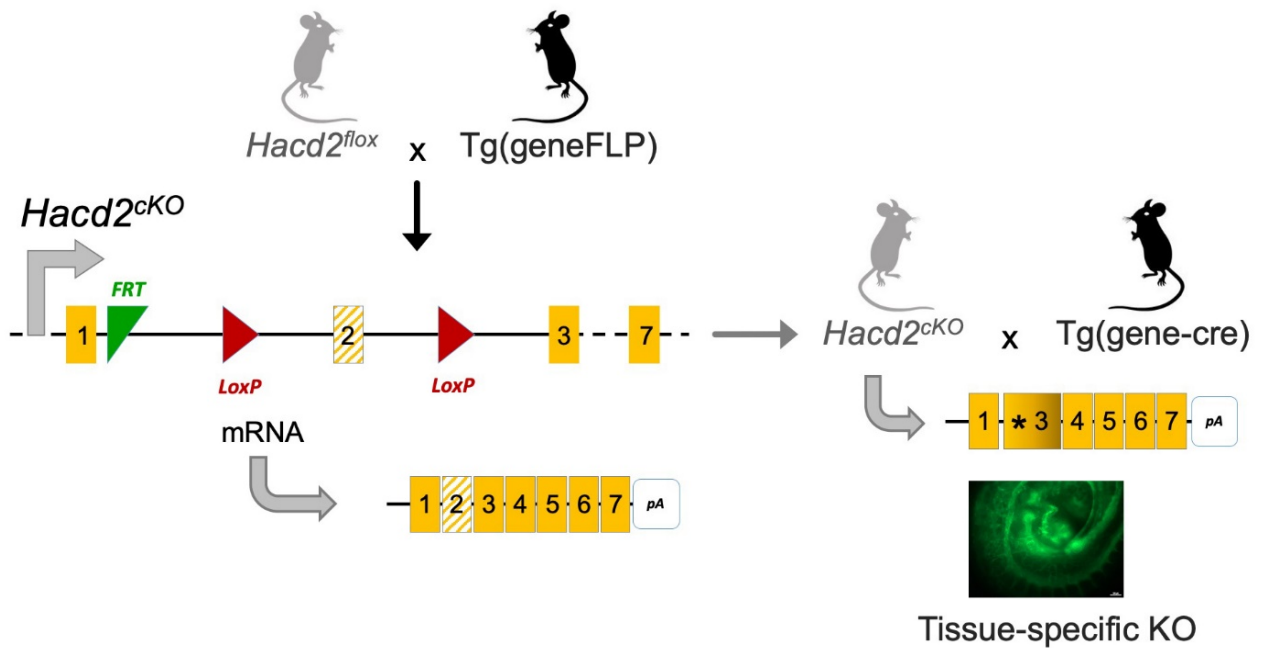 Hacd2flox x Tg(geneFLP)
Hacd2cKO
FRT
1 2 3 7
LoxP LoxP
mRNA
1 2 3 4 5 6 7 pA
Hacd2cKO x Tg(gene-cre)
1 * 3 4 5 6 7 pA
Tissue-specific KO